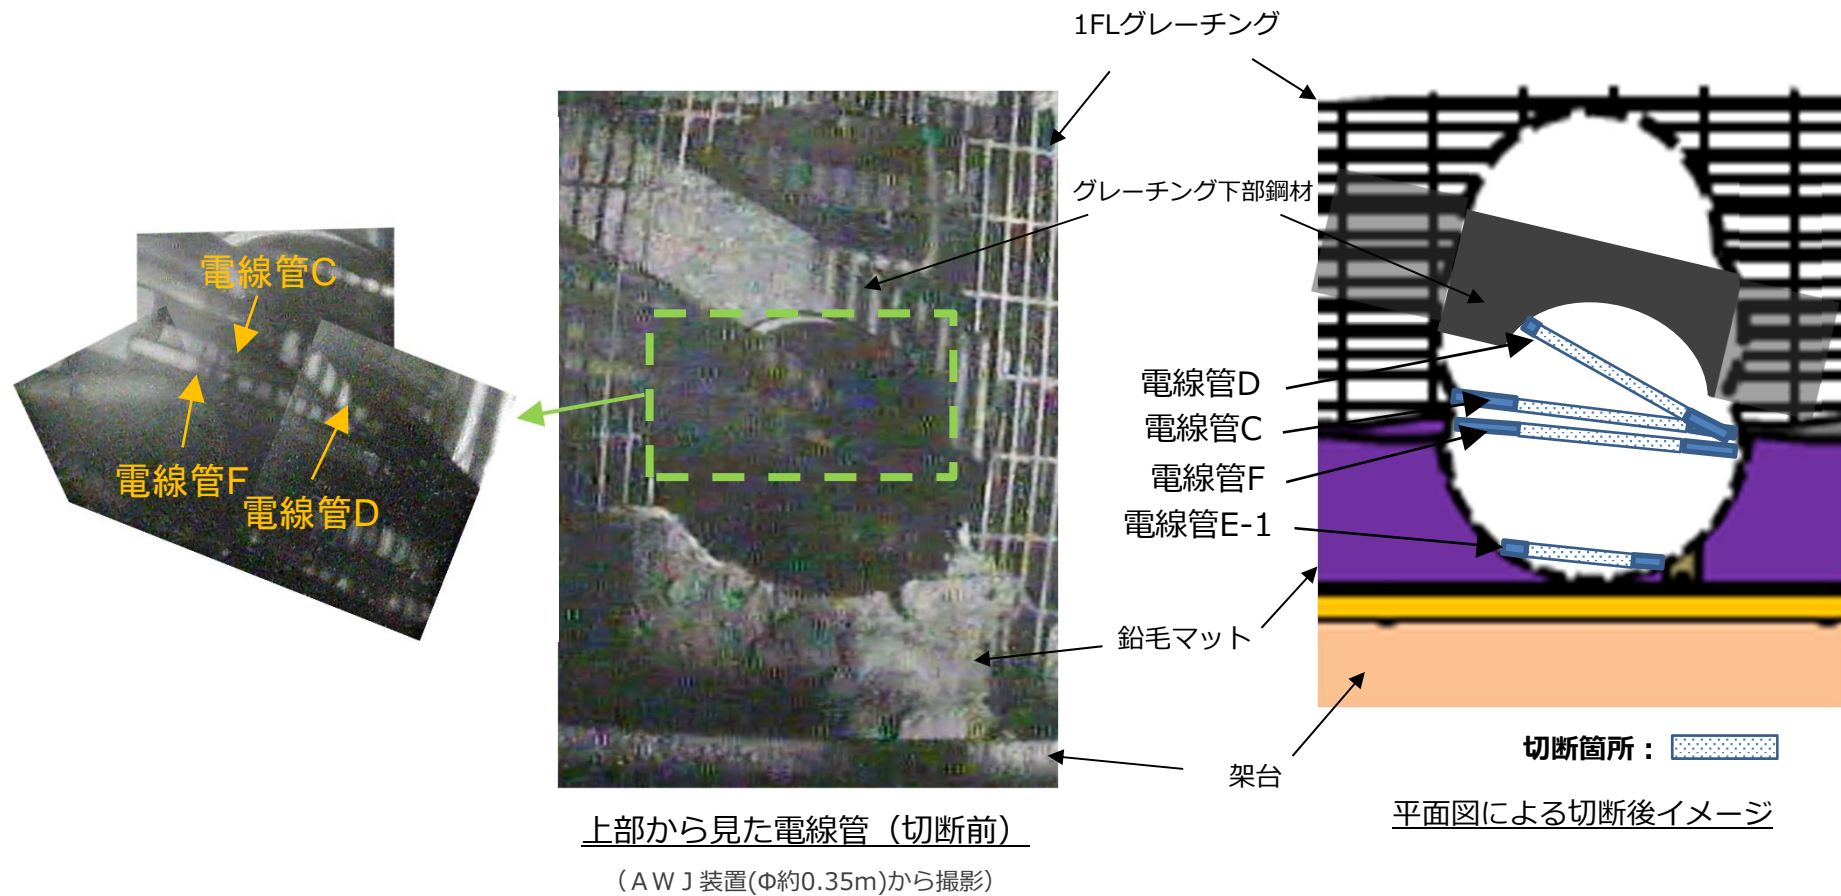 1FLグレーチング
グレーチング下部鋼材
電線管C
電線管F
電線管D
電線管D
電線管C
電線管F
電線管E-1
鉛毛マット
架台
切断箇所：
上部から見た電線管（切断前）
（ＡＷＪ装置(Φ約0.35m)から撮影）
平面図による切断後イメージ